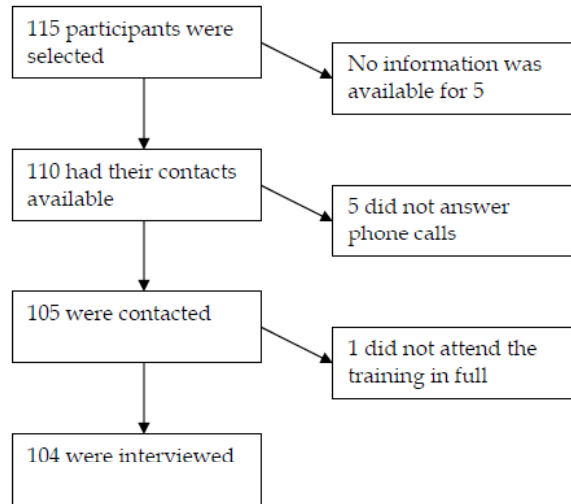 115 participants were
selected
No information was
available for 5
110 had their contacts
available
5 did not answer
phone calls
105 were contacted
1 did not attend the
training in full
104 were interviewed